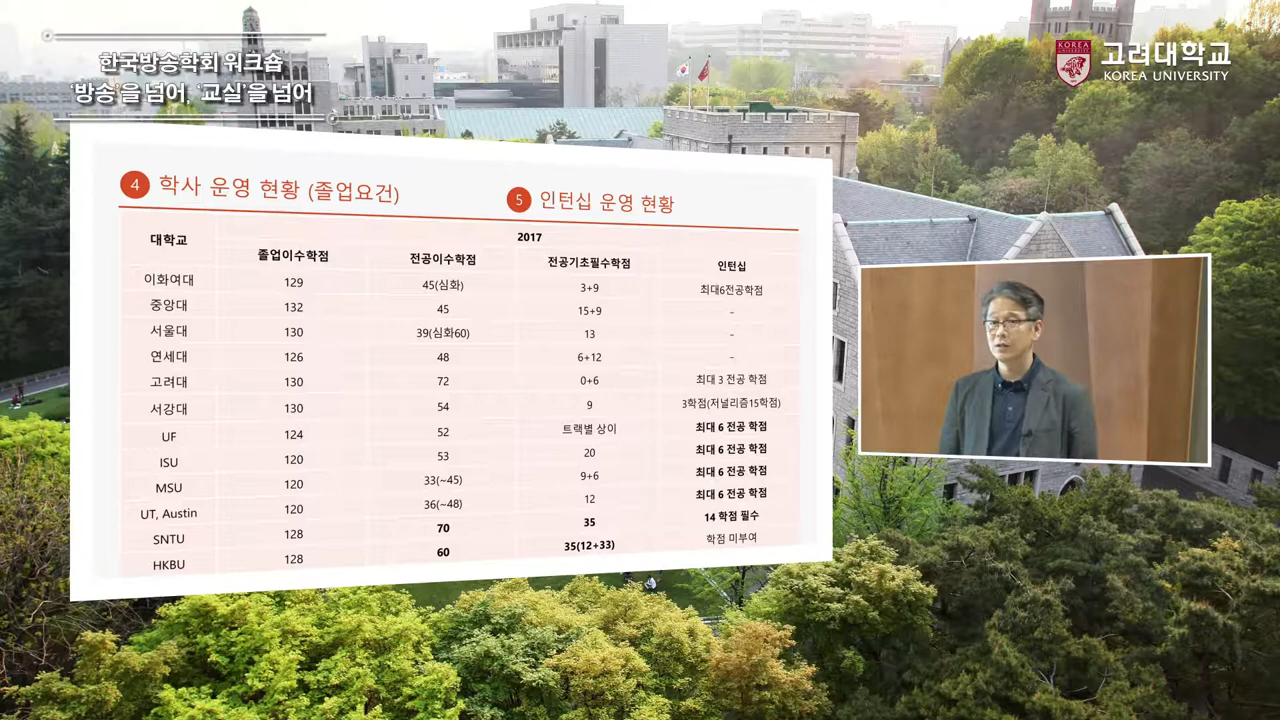 한국방송학회 워크숍
'방송'을 넘어, '교실'을 넘어
KOREA
UNIVERSITY
고려대학교
KOREA UNIVERSITY
4 학사 운영 현황 (졸업요건)
5 인턴십 운영 현황
대학교 2017
졸업이수학점 전공이수학점 전공기초필수학점 인턴십
이화여대 129 45(심화) 3+9 최대6전공학점
중앙대 132 45 15+9 -
서울대 130 39(심화60) 13 -
연세대 126 48 6+12 -
고려대 130 72 0+6 최대 3 전공 학점
서강대 130 54 9 3학점(저널리즘15학점)
UF 124 52 트랙별 상이 최대 6 전공 학점
ISU 120 53 20 최대 6 전공 학점
MSU 120 33(~45) 9+6 최대 6 전공 학점
UT, Austin 120 36(~48) 12 최대 6 전공 학점
SNTU 128 70 35 14 학점 필수
HKBU 128 60 35(12+33) 학점 미부여